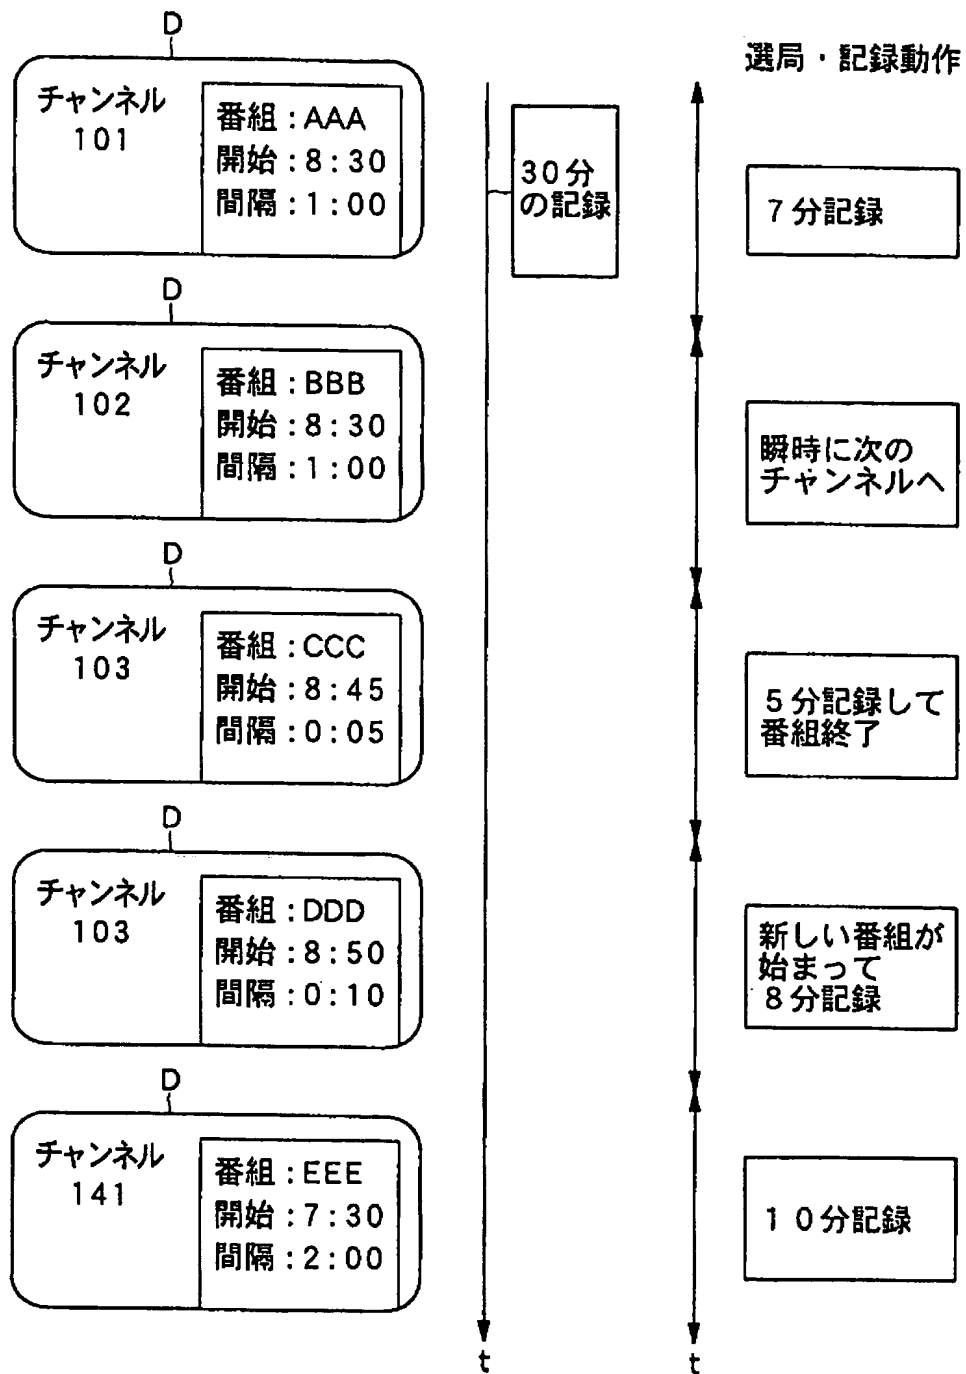 D
チャンネル
101
番組:AAA
開始:8:30
間隔:1:00
D
チャンネル
102
番組:BBB
開始:8:30
間隔:1:00
D
チャンネル
103
番組:CCC
開始:8:45
間隔:0:05
D
チャンネル
103
番組:DDD
開始:8:50
間隔:0:10
D
チャンネル
141
番組:EEE
開始:7:30
間隔:2:00
30分
の記録
t
選局・記録動作
7分記録
瞬時に次の
チャンネルへ
5分記録して
番組終了
新しい番組が
始まって
8分記録
10分記録
t